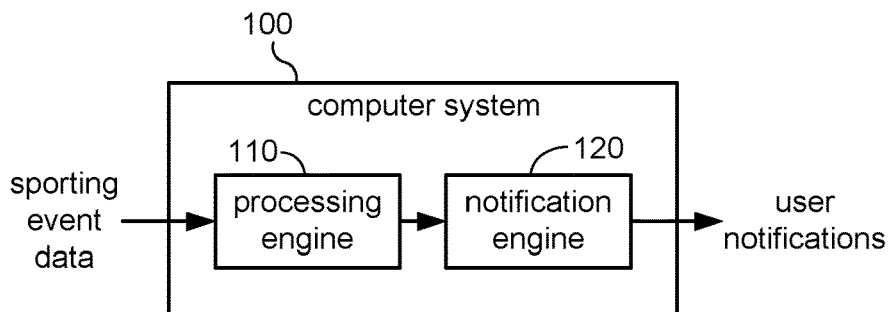 100
computer system
110
120
sporting
event
data
processing
engine
notification
engine
user
notifications